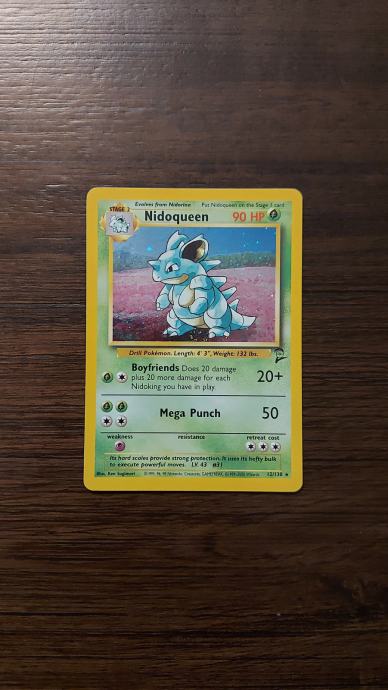 STAGE 2
Evolves from Nidorina Put Nidoqueen on the Stage 1 card
Nidoqueen 90 HP
Drill Pokémon. Length: 4' 3", Weight: 132 lbs.
Boyfriends Does 20 damage
plus 20 more damage for each
Nidoking you have in play.
20+
Mega Punch 50
weakness resistance retreat cost
Its hard scales provide strong protection. It uses its hefty bulk
to execute powerful moves. LV. 43 #31
Illus. Ken Sugimori 12/130